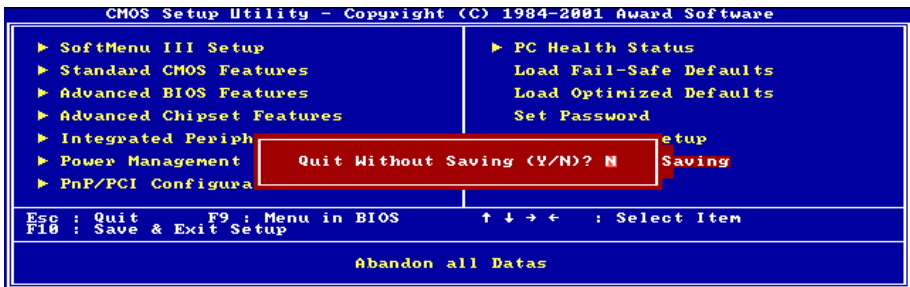 CMOS Setup Utility - Copyright (C) 1984-2001 Award Software
► SoftMenu III Setup
► Standard CMOS Features
► Advanced BIOS Features
► Advanced Chipset Features
► Integrated Periph
► Power Management
► PnP/PCI Configura
► PC Health Status
Load Fail-Safe Defaults
Load Optimized Defaults
Set Password
etup
Saving
Quit Without Saving (Y/N)? N
Esc : Quit F9 : Menu in BIOS ↑ ↓ → ← : Select Item
F10 : Save & Exit Setup
Abandon all Datas